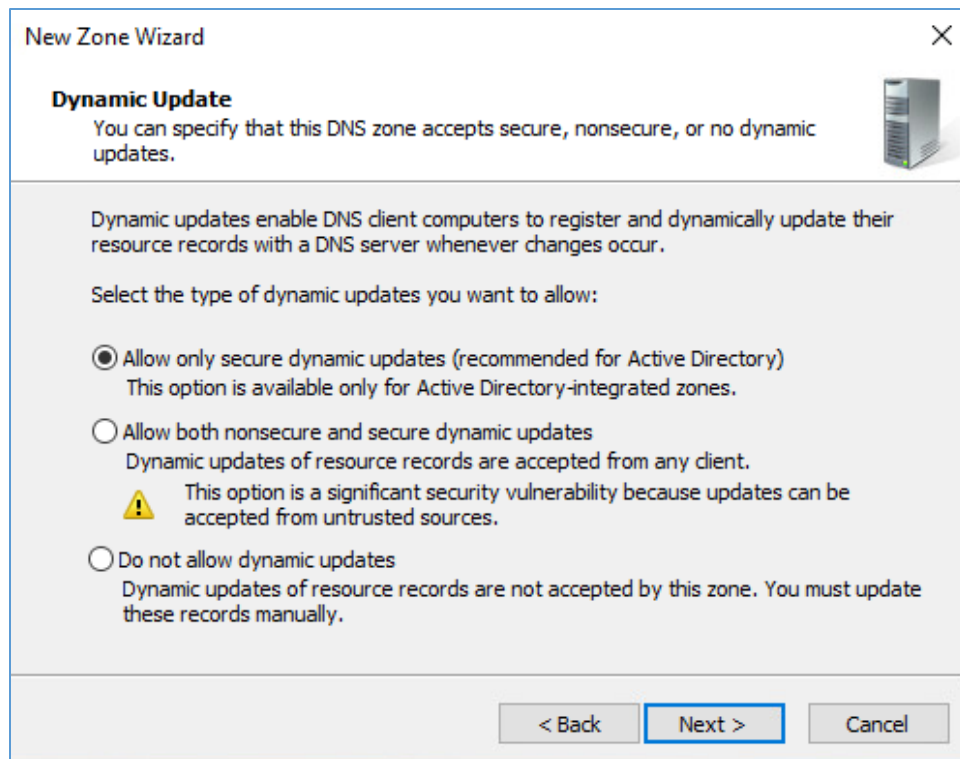 New Zone Wizard
Dynamic Update
You can specify that this DNS zone accepts secure, nonsecure, or no dynamic
updates.
Dynamic updates enable DNS client computers to register and dynamically update their
resource records with a DNS server whenever changes occur.
Select the type of dynamic updates you want to allow:
Allow only secure dynamic updates (recommended for Active Directory)
This option is available only for Active Directory-integrated zones.
Allow both nonsecure and secure dynamic updates
Dynamic updates of resource records are accepted from any client.
This option is a significant security vulnerability because updates can be
accepted from untrusted sources.
Do not allow dynamic updates
Dynamic updates of resource records are not accepted by this zone. You must update
these records manually.
< Back Next > Cancel